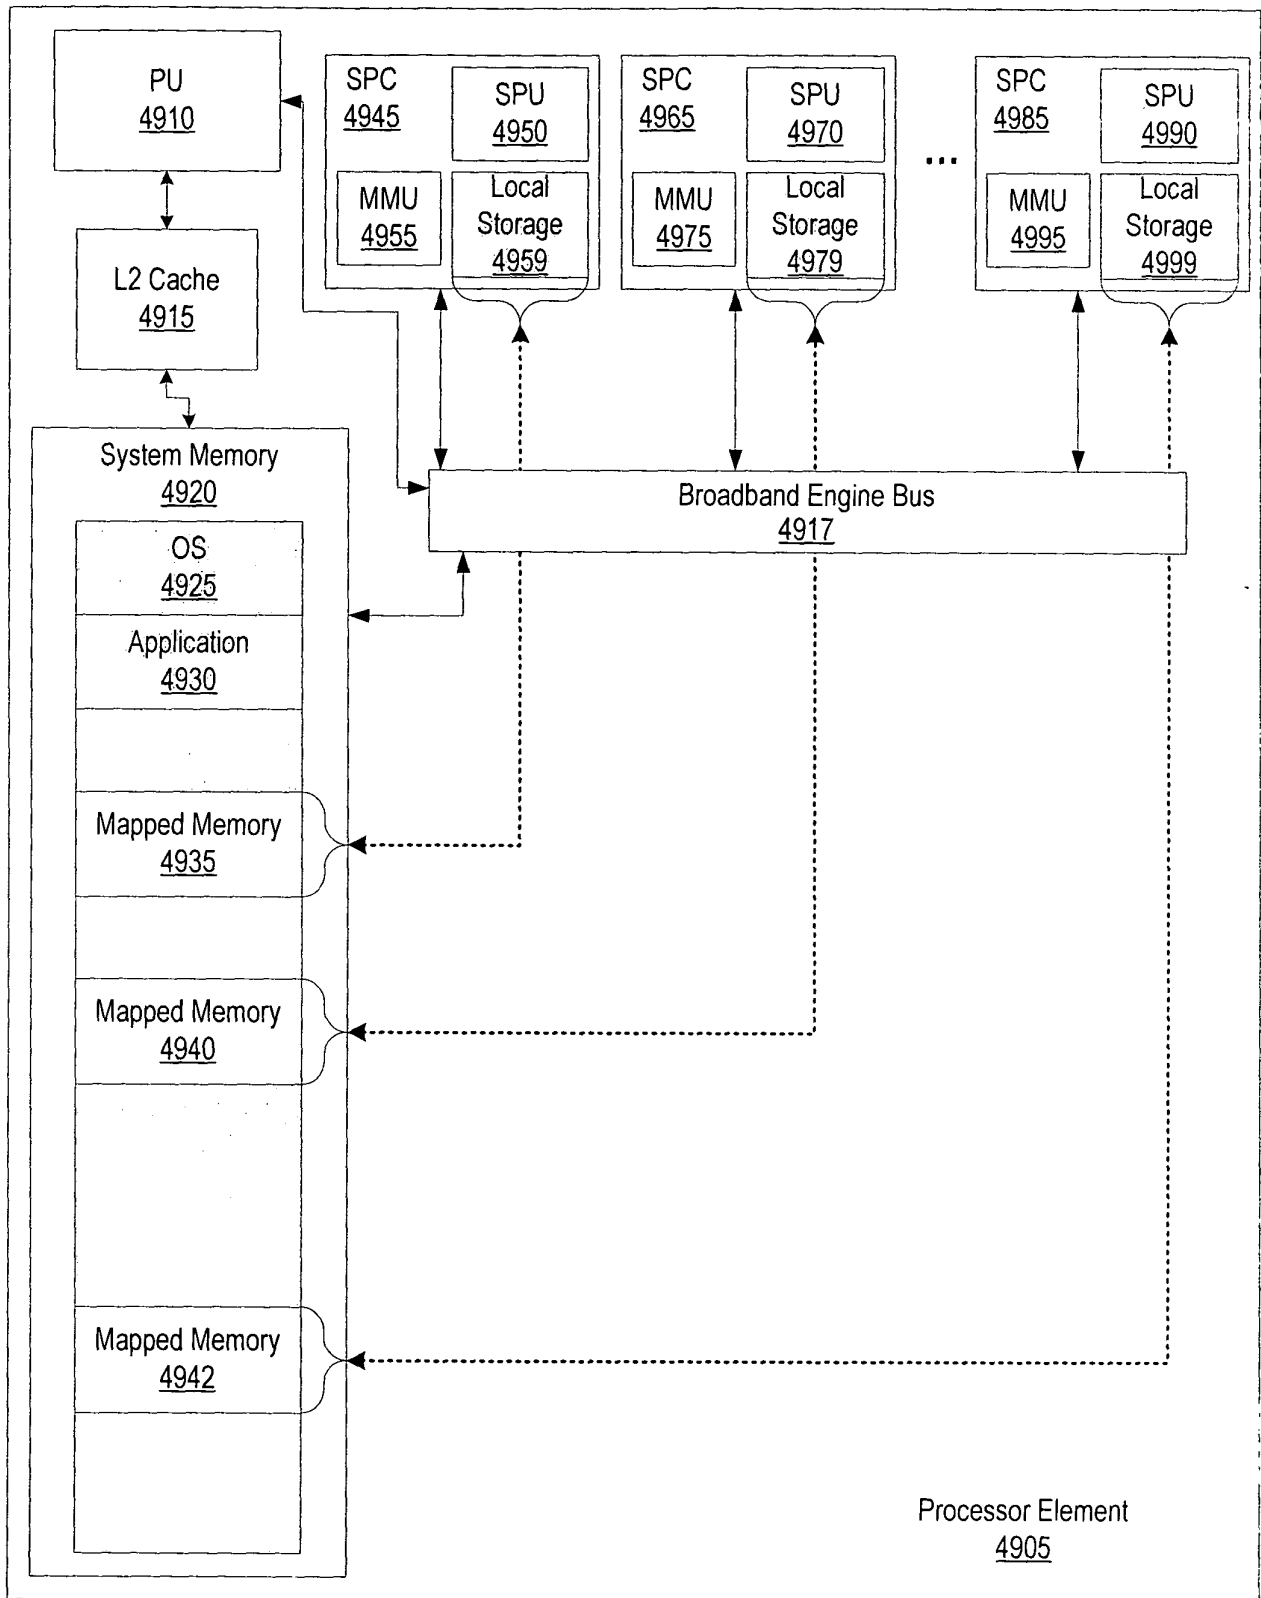 PU
4910
L2 Cache
4915
SPC
4945
SPU
4950
MMU
4955
Local
Storage
4959
SPC
4965
SPU
4970
MMU
4975
Local
Storage
4979
...
SPC
4985
SPU
4990
MMU
4995
Local
Storage
4999
Broadband Engine Bus
4917
System Memory
4920
OS
4925
Application
4930
Mapped Memory
4935
Mapped Memory
4940
Mapped Memory
4942
Processor Element
4905